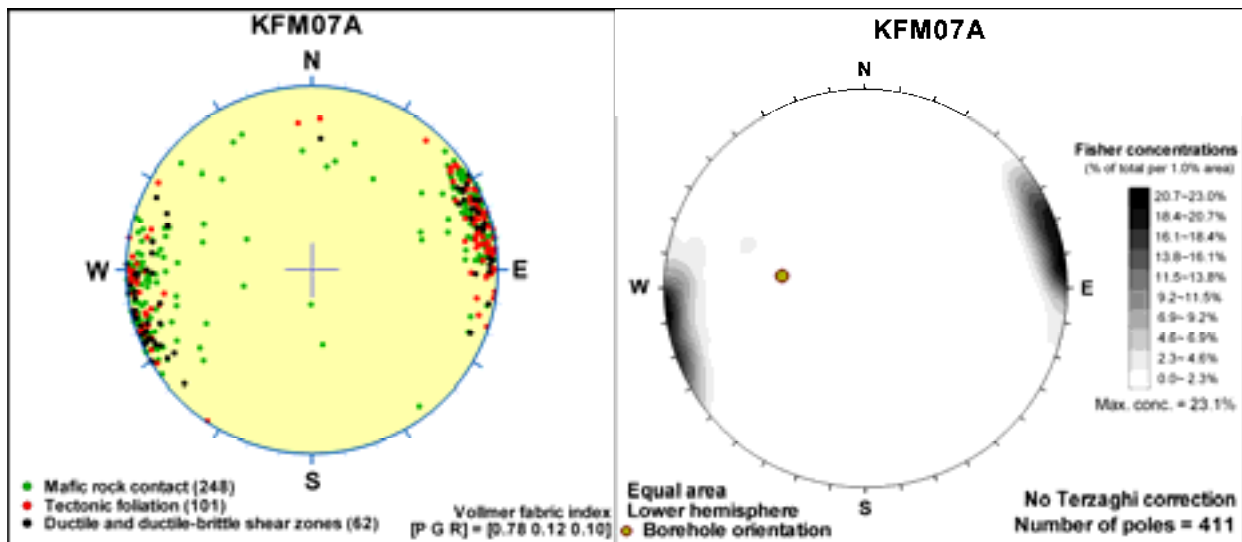 KFM07A
N
W
E
S
Mafic rock contact (248)
Tectonic foliation (101)
Ductile and ductile-brittle shear zones (62)
Vollmer fabric index
[P G R] = [0.78 0.12 0.10]
KFM07A
N
W
E
S
Fisher concentrations
(% of total per 1.0% area)
20.7~23.0%
18.4~20.7%
16.1~18.4%
13.8~16.1%
11.5~13.8%
9.2~11.5%
6.9~9.2%
4.6~6.9%
2.3~4.6%
0.0~2.3%
Max. conc. = 23.1%
Equal area
Lower hemisphere
Borehole orientation
No Terzaghi correction
Number of poles = 411